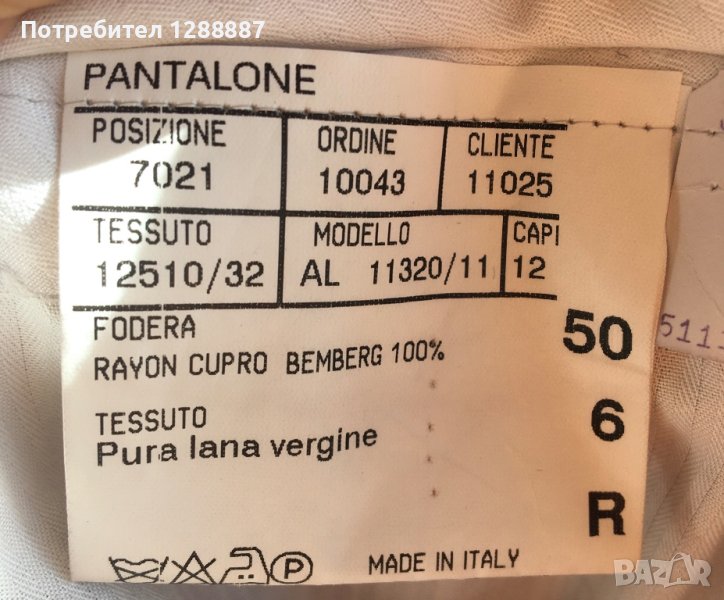 Потребител 1288887
PANTALONE
POSIZIONE ORDINE CLIENTE
7021 10043 11025
TESSUTO MODELLO CAPI
12510/32 AL 11320/11 12
FODERA
RAYON CUPRO BEMBERG 100%
50
TESSUTO
Pura lana vergine
6
R
P
MADE IN ITALY
BAZAR